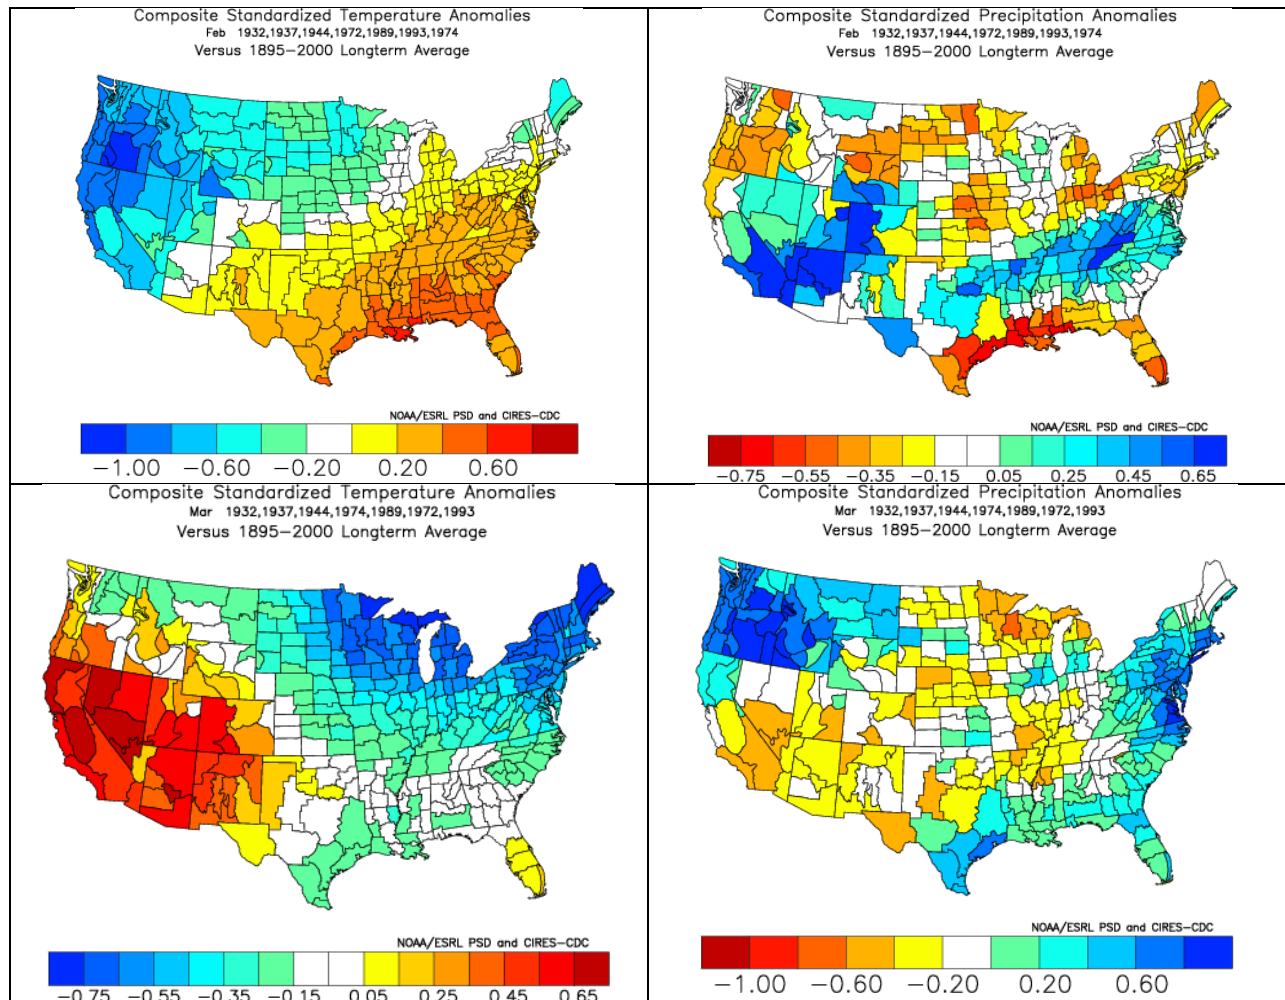 Composite Standardized Temperature Anomalies
Feb 1932,1937,1944,1972,1989,1993,1974
Versus 1895−2000 Longterm Average
NOAA/ESRL PSD and CIRES−CDC
−1.00 −0.60 −0.20 0.20 0.60
Composite Standardized Precipitation Anomalies
Feb 1932,1937,1944,1972,1989,1993,1974
Versus 1895−2000 Longterm Average
NOAA/ESRL PSD and CIRES−CDC
−0.75 −0.55 −0.35 −0.15 0.05 0.25 0.45 0.65
Composite Standardized Temperature Anomalies
Mar 1932,1937,1944,1974,1989,1972,1993
Versus 1895−2000 Longterm Average
NOAA/ESRL PSD and CIRES−CDC
−0.75 −0.55 −0.35 −0.15 0.05 0.25 0.45 0.65
Composite Standardized Precipitation Anomalies
Mar 1932,1937,1944,1974,1989,1972,1993
Versus 1895−2000 Longterm Average
NOAA/ESRL PSD and CIRES−CDC
−1.00 −0.60 −0.20 0.20 0.60